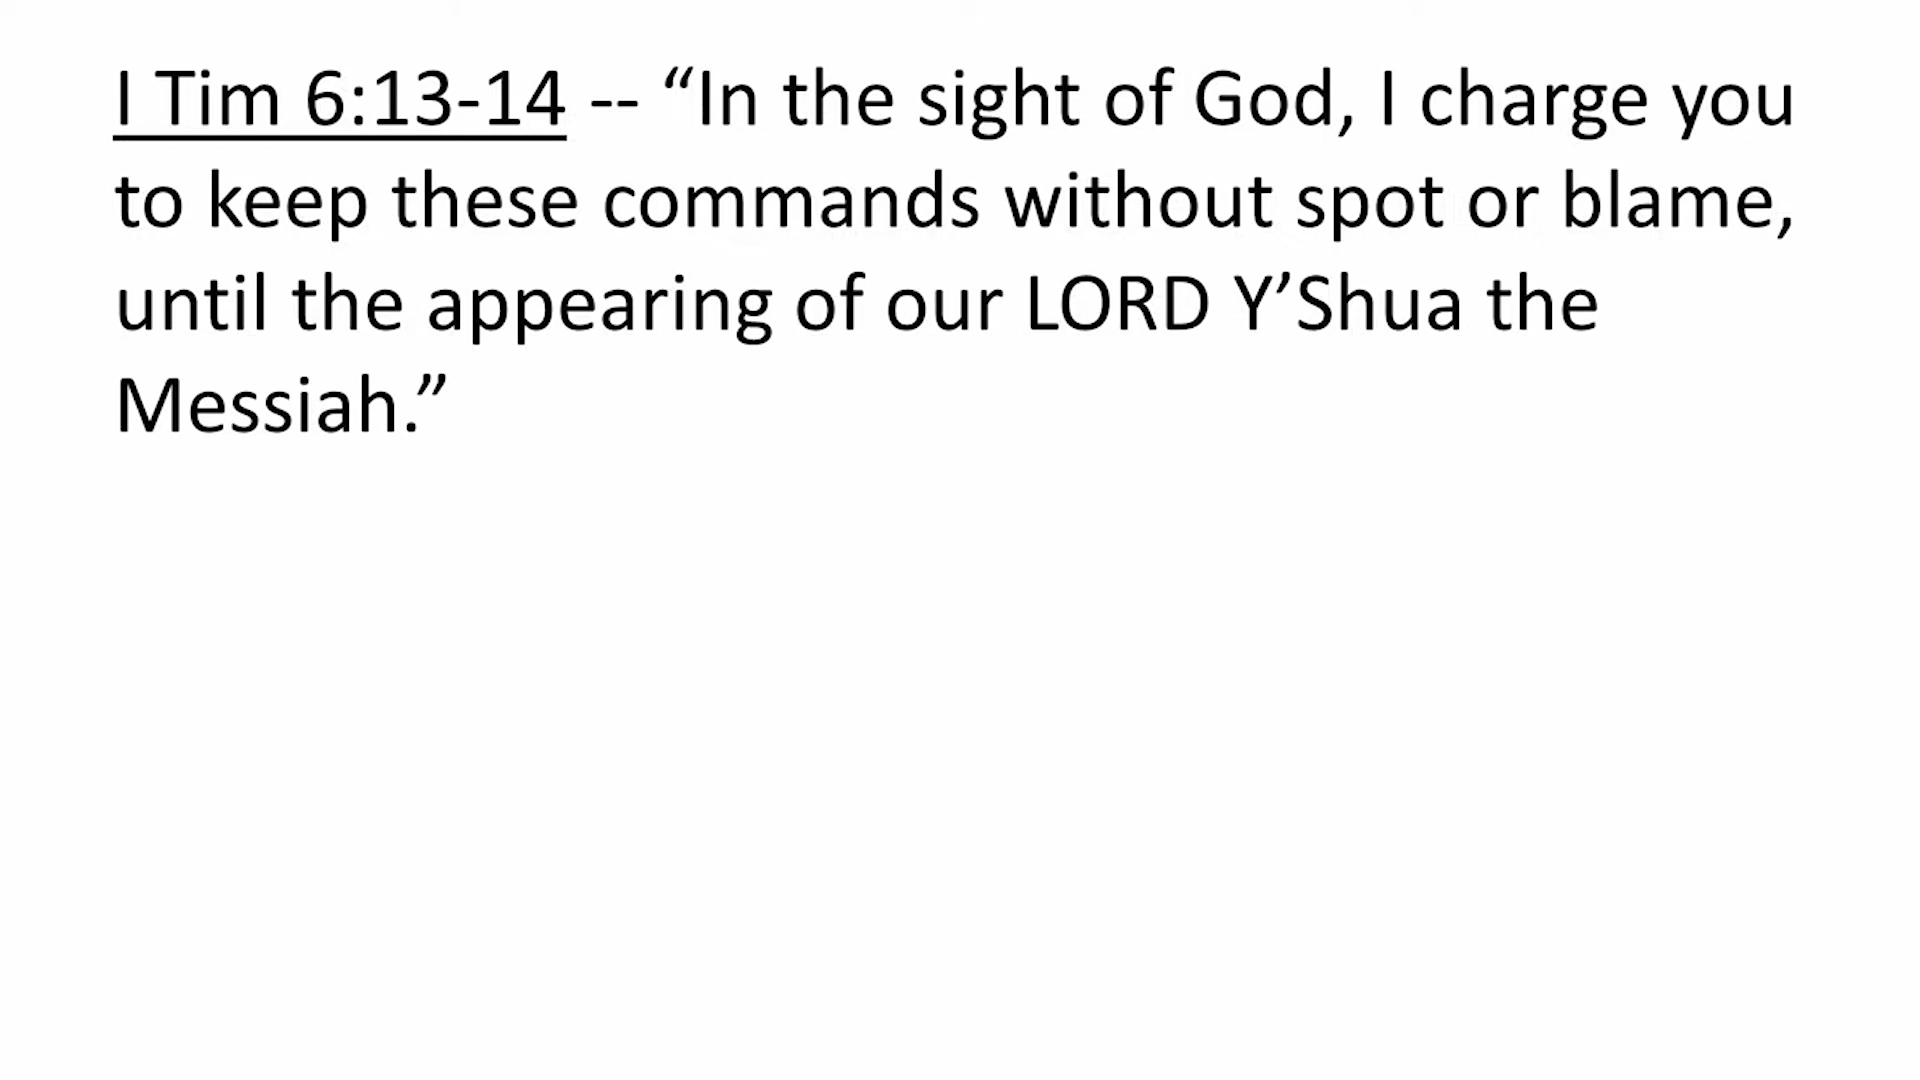 I Tim 6:13-14 -- “In the sight of God, I charge you
to keep these commands without spot or blame,
until the appearing of our LORD Y’Shua the
Messiah.”